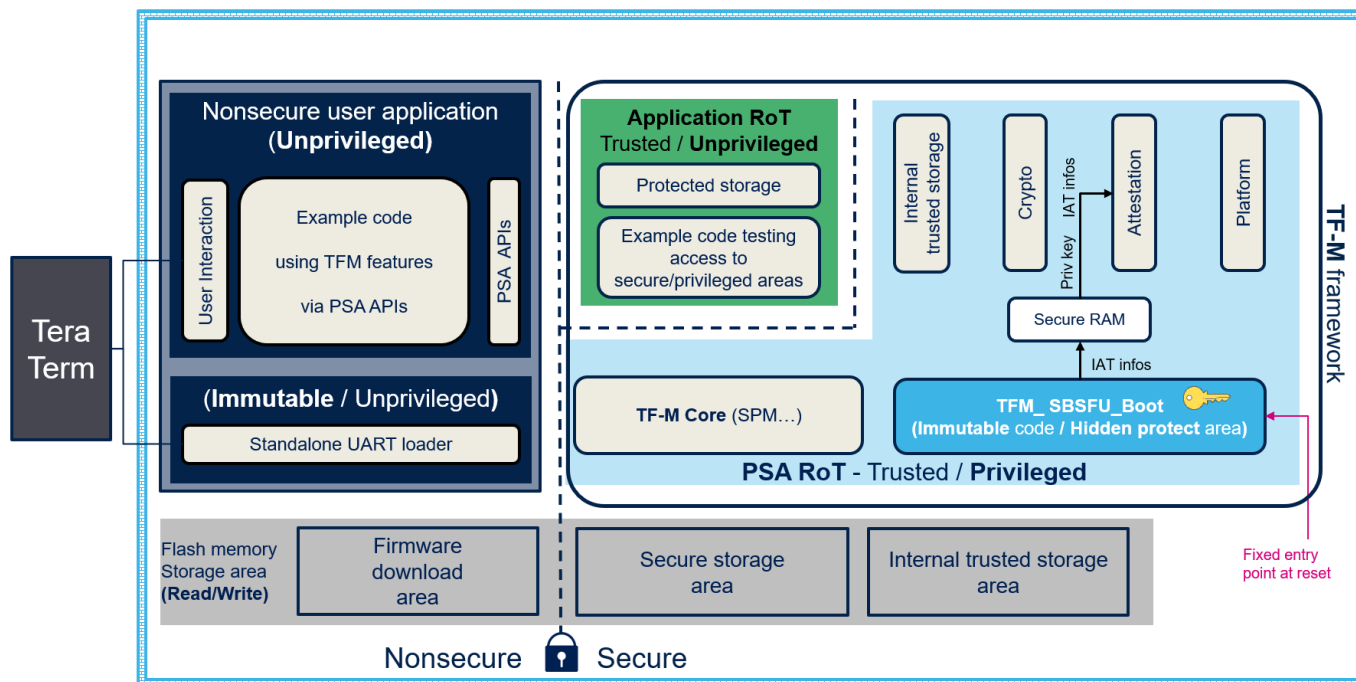 Tera
Term
Nonsecure user application
(Unprivileged)
User Interaction
Example code
using TFM features
via PSA APIs
PSA APIs
(Immutable / Unprivileged)
Standalone UART loader
Application RoT
Trusted / Unprivileged
Protected storage
Example code testing
access to
secure/privileged areas
Internal
trusted storage
Crypto
Priv key
IAT infos
Attestation
Platform
Secure RAM
IAT infos
TF-M Core (SPM…)
TFM_ SBSFU_Boot
(Immutable code / Hidden protect area)
PSA RoT - Trusted / Privileged
TF-M framework
Fixed entry
point at reset
Flash memory
Storage area
(Read/Write)
Firmware
download
area
Secure storage
area
Internal trusted storage
area
Nonsecure
Secure